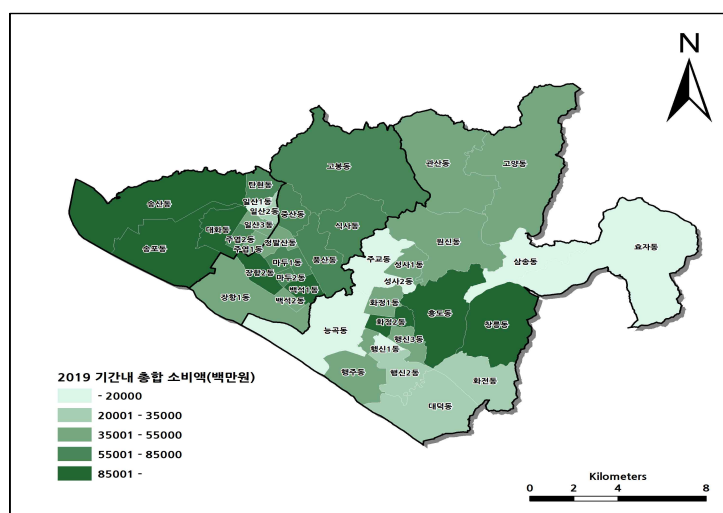 N
고봉동
관산동
고양동
탄현동
송산동
일산1동
일산2동
중산동
식사동
효자동
대화동
일산3동
주엽2동
정발산동
원신동
송포동
주엽1동
마두1동
풍산동
주교동
삼송동
성사1동
장항2동
마두2동
성사2동
백석1동
장항1동
백석2동
화정1동
흥도동
창릉동
능곡동
화정2동
행신3동
행신1동
행주동
행신2동
화전동
대덕동
2019 기간내 총합 소비액(백만원)
- 20000
20001 - 35000
35001 - 55000
55001 - 85000
85001 -
Kilometers
0 2 4 6 8